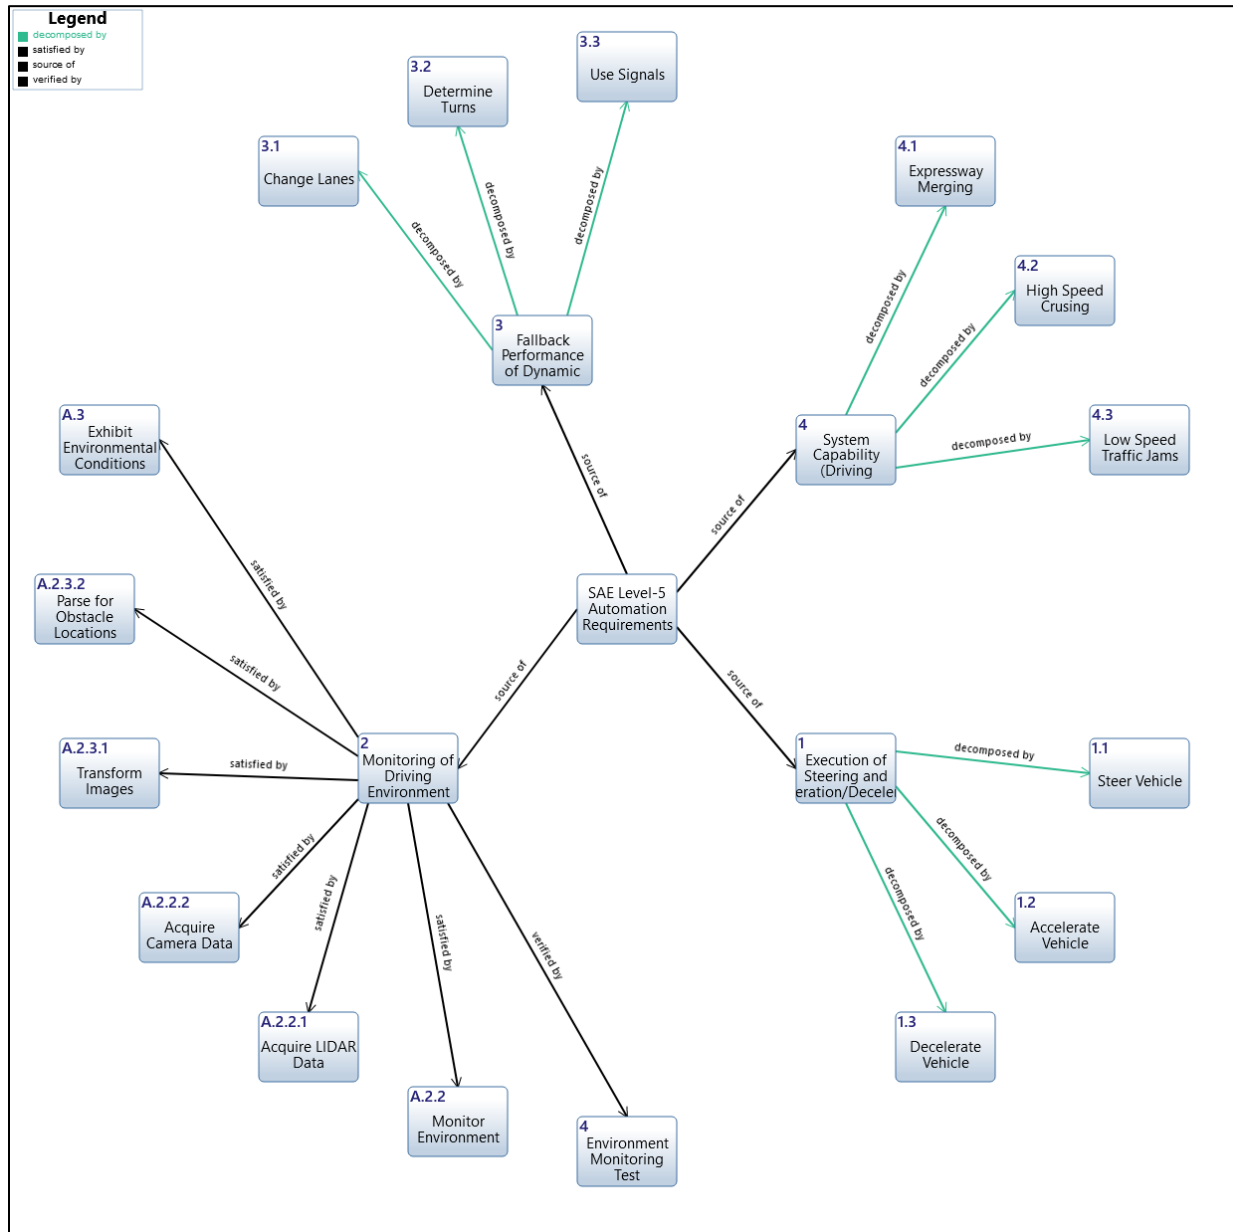 Legend
decomposed by
satisfied by
source of
verified by
3.3
Use Signals
3.2
Determine
Turns
3.1
Change Lanes
4.1
Expressway
Merging
4.2
High Speed
Crusing
4.3
Low Speed
Traffic Jams
decomposed by
decomposed by
decomposed by
decomposed by
decomposed by
decomposed by
3
Fallback
Performance
of Dynamic
4
System
Capability
(Driving
A.3
Exhibit
Environmental
Conditions
source of
source of
satisfied by
A.2.3.2
Parse for
Obstacle
Locations
SAE Level-5
Automation
Requirements
satisfied by
source of
source of
A.2.3.1
Transform
Images
satisfied by
2
Monitoring of
Driving
Environment
1
Execution of
Steering and
eration/Decele
decomposed by
1.1
Steer Vehicle
satisfied by
satisfied by
satisfied by
verified by
decomposed by
decomposed by
A.2.2.2
Acquire
Camera Data
1.2
Accelerate
Vehicle
A.2.2.1
Acquire LIDAR
Data
1.3
Decelerate
Vehicle
A.2.2
Monitor
Environment
4
Environment
Monitoring
Test